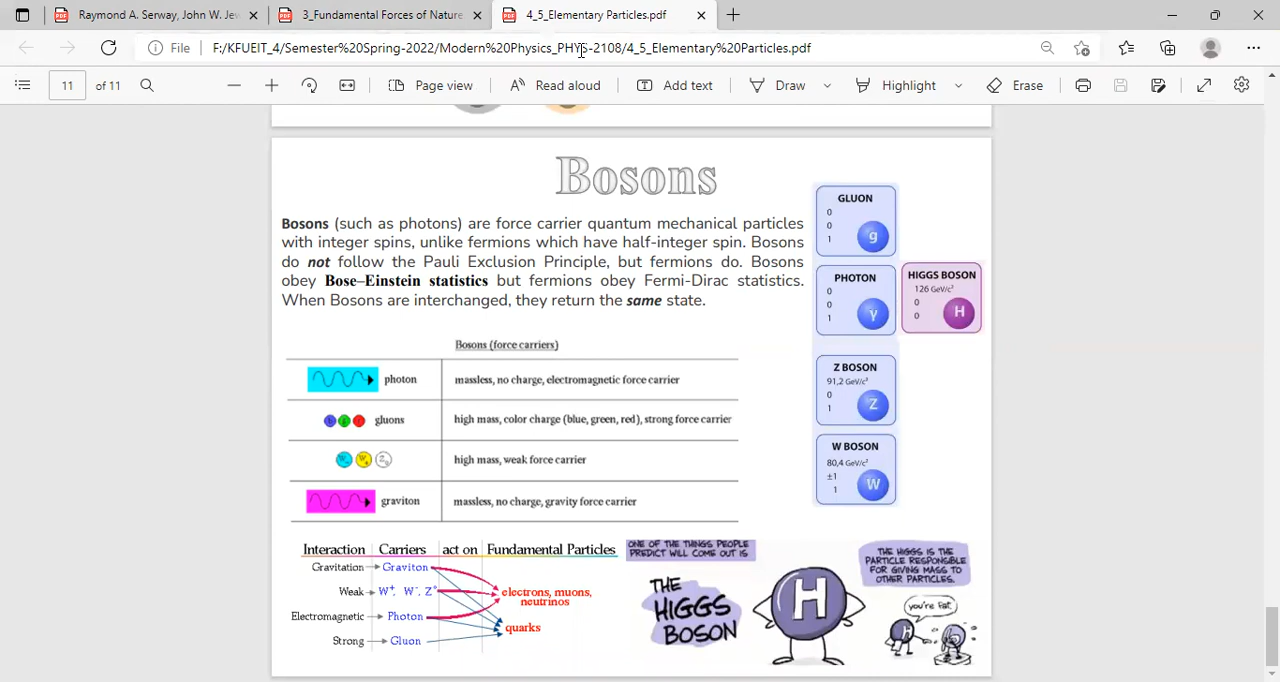 Raymond A. Serway, John W. Jew
3_Fundamental Forces of Nature
4_5_Elementary Particles.pdf
File
F:/KFUEIT_4/Semester%20Spring-2022/Modern%20Physics_PHYS-2108/4_5_Elementary%20Particles.pdf
11 of 11
Page view
Read aloud
Add text
Draw
Highlight
Erase
Bosons
Bosons (such as photons) are force carrier quantum mechanical particles
with integer spins, unlike fermions which have half-integer spin. Bosons
do not follow the Pauli Exclusion Principle, but fermions do. Bosons
obey Bose–Einstein statistics but fermions obey Fermi-Dirac statistics.
When Bosons are interchanged, they return the same state.
GLUON
0
0
1
g
PHOTON
0
0
1
γ
HIGGS BOSON
126 GeV/c²
0
0
H
Z BOSON
91,2 GeV/c²
0
1
Z
W BOSON
80,4 GeV/c²
±1
1
W
Bosons (force carriers)
photon
massless, no charge, electromagnetic force carrier
gluons
high mass, color charge (blue, green, red), strong force carrier
high mass, weak force carrier
graviton
massless, no charge, gravity force carrier
Interaction Carriers act on Fundamental Particles
Gravitation Graviton
Weak W⁺, W⁻, Z°
Electromagnetic Photon
Strong Gluon
electrons, muons,
neutrinos
quarks
ONE OF THE THINGS PEOPLE
PREDICT WILL COME OUT IS
THE
HIGGS
BOSON
H
THE HIGGS IS THE
PARTICLE RESPONSIBLE
FOR GIVING MASS TO
OTHER PARTICLES.
you're fat.
H